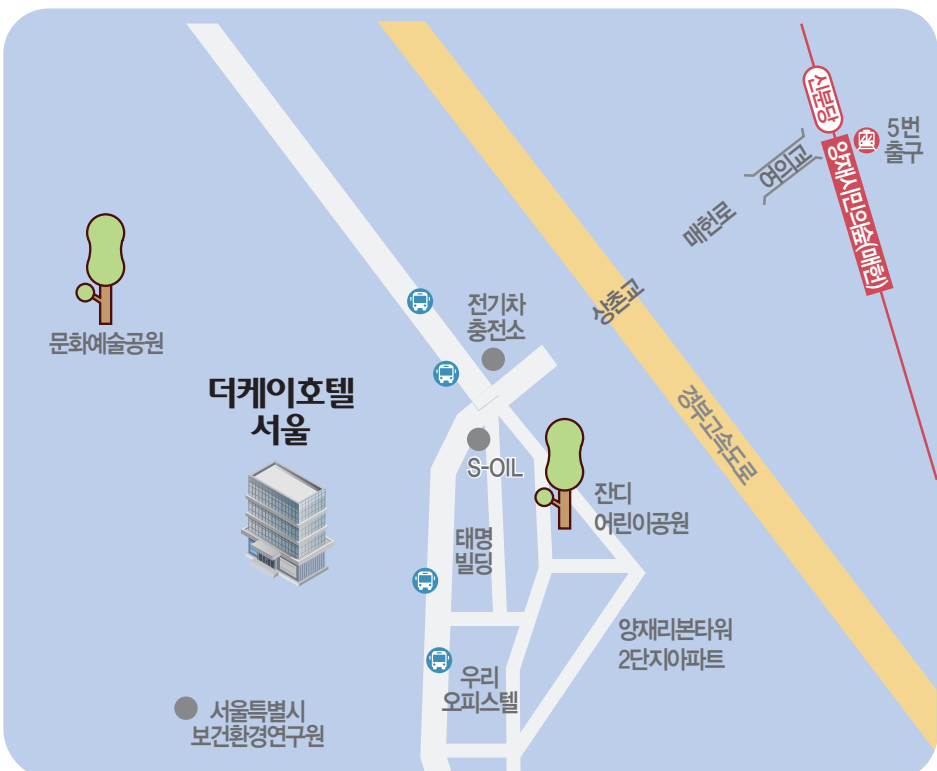 신분당
5번
출구
양재시민의숲(매헌)
여의교
매헌로
상촌교
전기차
충전소
문화예술공원
더케이호텔
서울
경부고속도로
S-OIL
잔디
어린이공원
태명
빌딩
양재리본타워
2단지아파트
우리
오피스텔
서울특별시
보건환경연구원